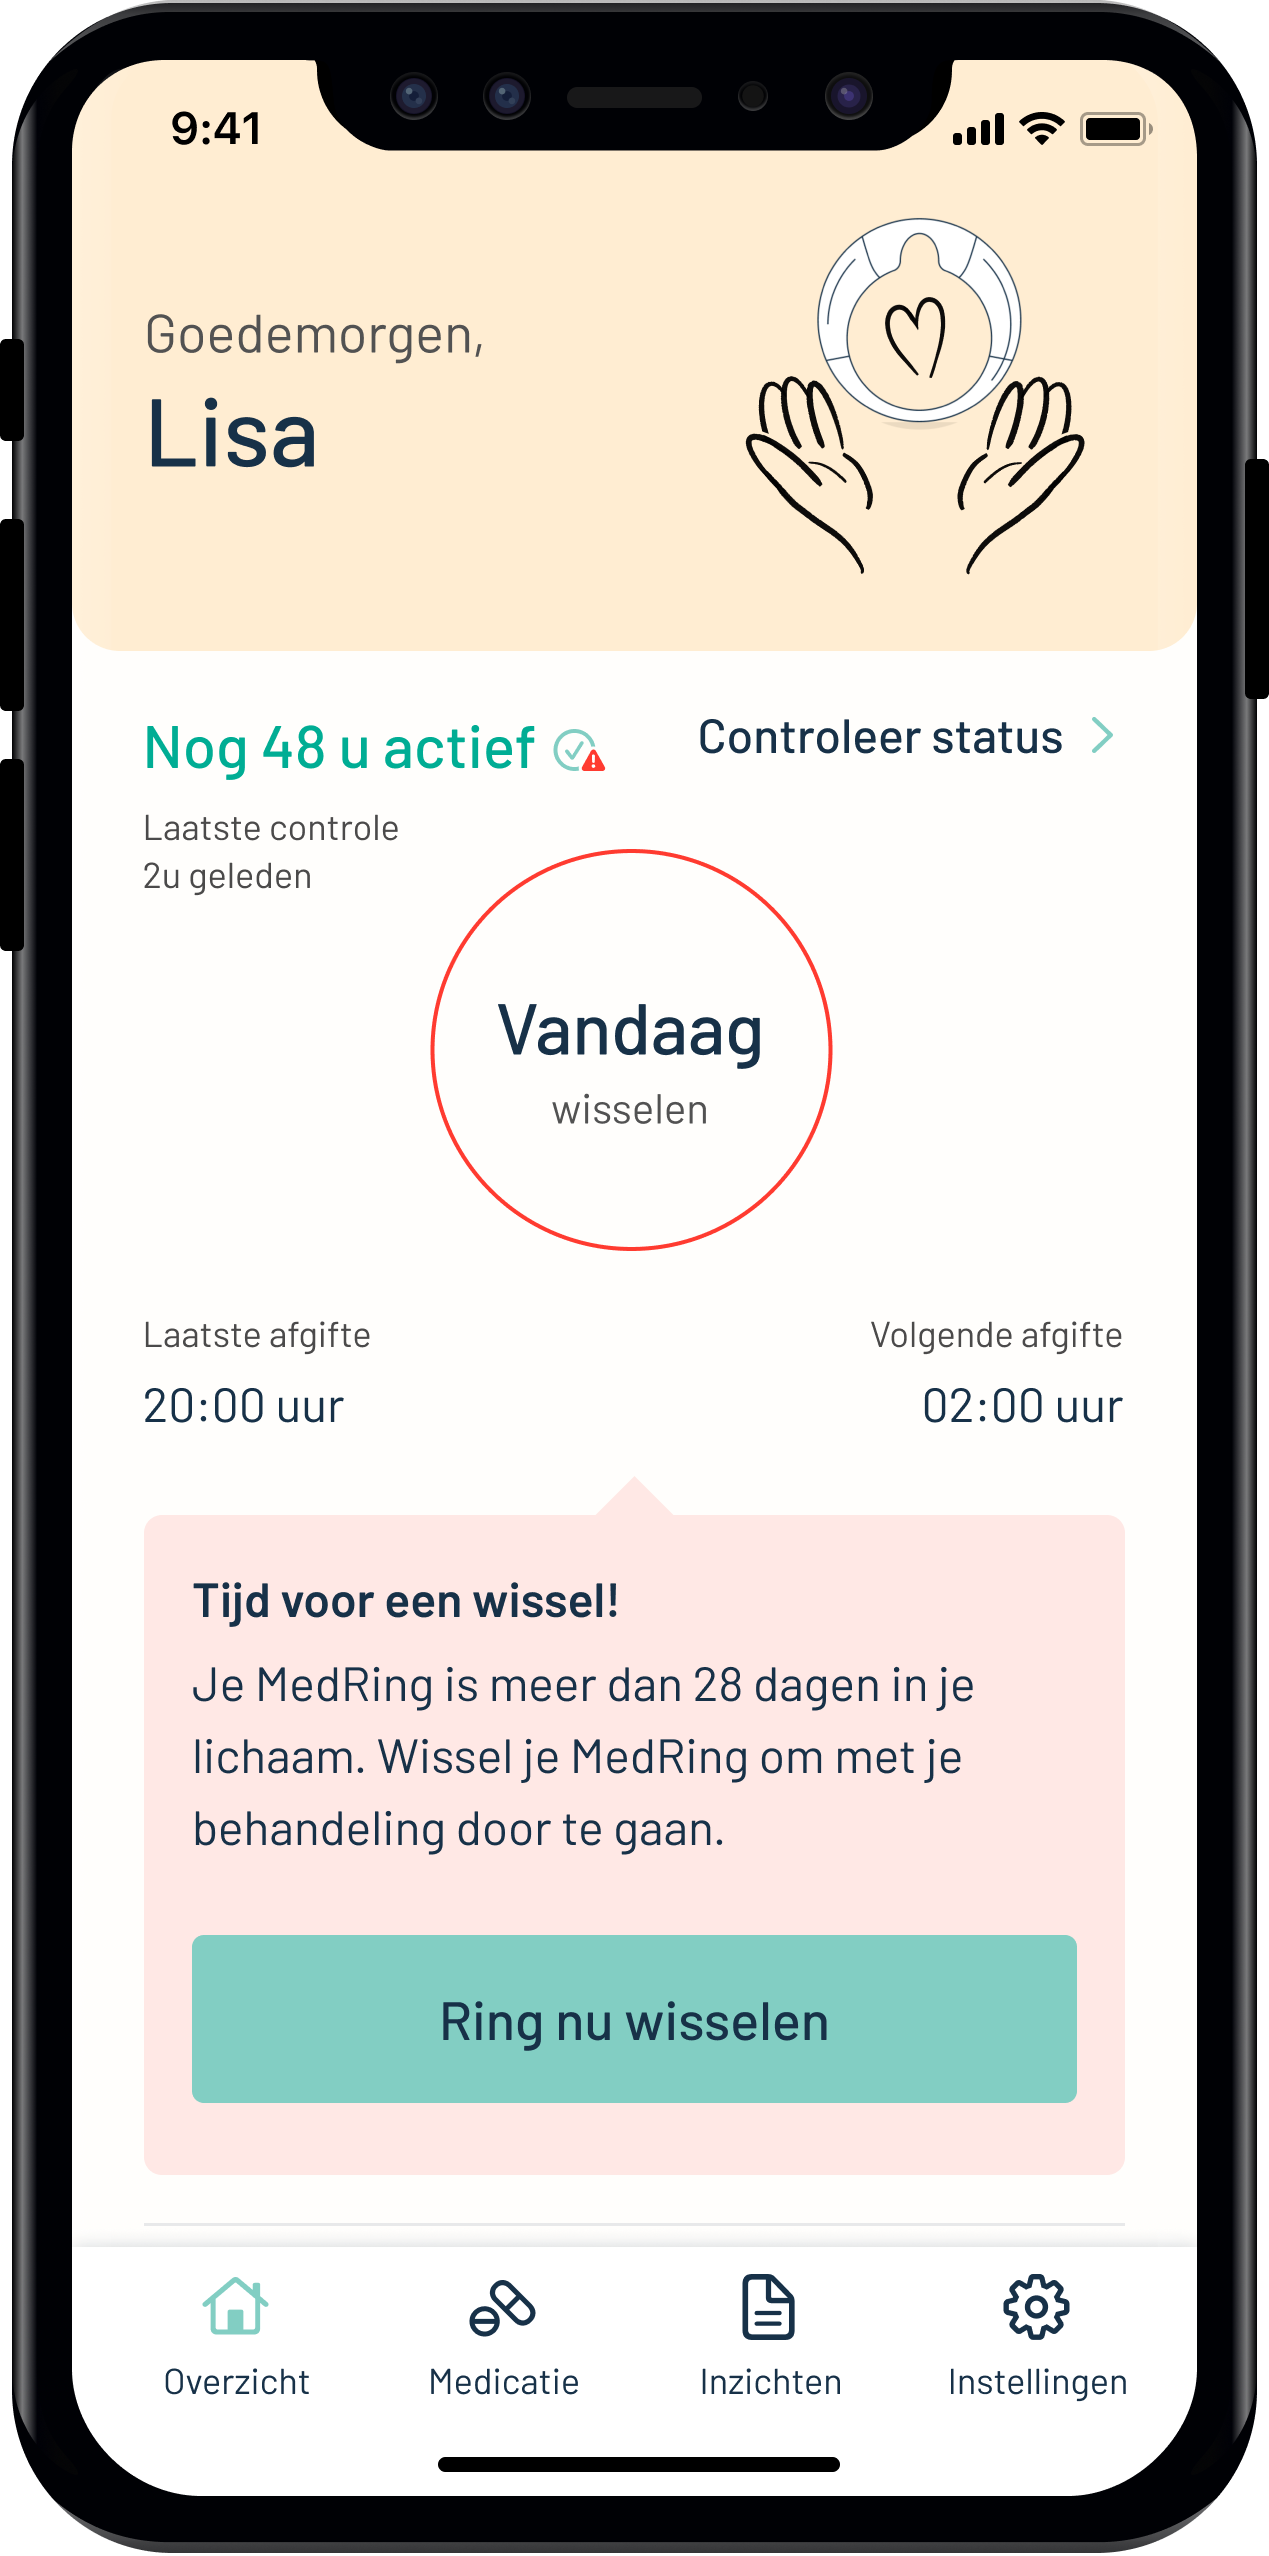 9:41
Goedemorgen,
Lisa
Nog 48 u actief
Controleer status
Laatste controle
2u geleden
Vandaag
wisselen
Laatste afgifte
Volgende afgifte
20:00 uur
02:00 uur
Tijd voor een wissel!
Je MedRing is meer dan 28 dagen in je
lichaam. Wissel je MedRing om met je
behandeling door te gaan.
Ring nu wisselen
Overzicht
Medicatie
Inzichten
Instellingen